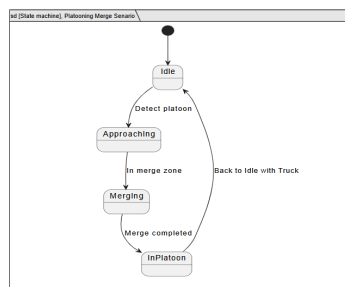 sd [State machine], Platooning Merge Senario
Idle
Detect platoon
Approaching
In merge zone
Back to Idle with Truck
Merging
Merge completed
InPlatoon